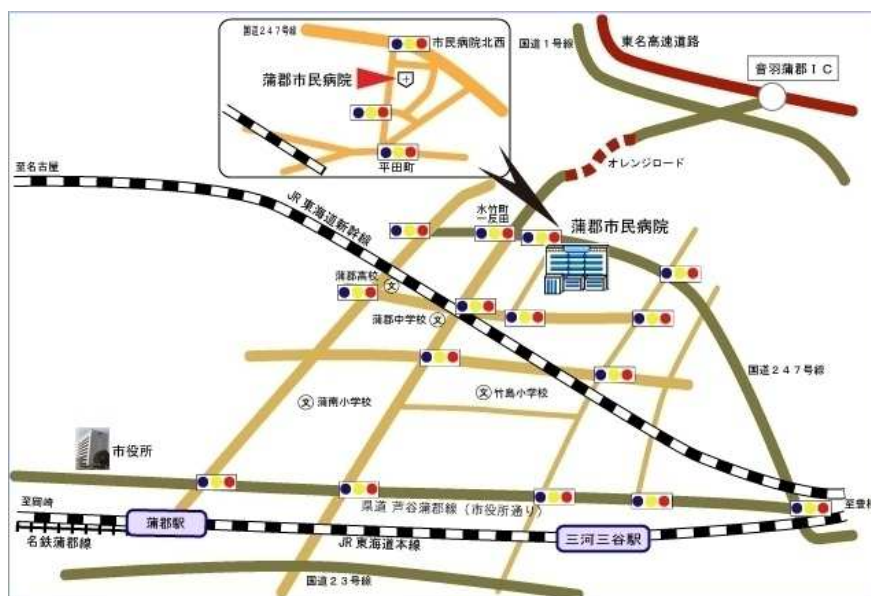 国道247号線
市民病院北西
蒲郡市民病院
平田町
国道1号線
東名高速道路
音羽蒲郡IC
オレンジロード
至名古屋
JR東海道新幹線
水竹町
一反田
蒲郡市民病院
蒲郡高校
文
蒲郡中学校
文
国道247号線
文
蒲南小学校
文
竹島小学校
市役所
県道 芦谷蒲郡線(市役所通り)
至岡崎
蒲郡駅
名鉄蒲郡線
JR東海道本線
三河三谷駅
至豊橋
国道23号線